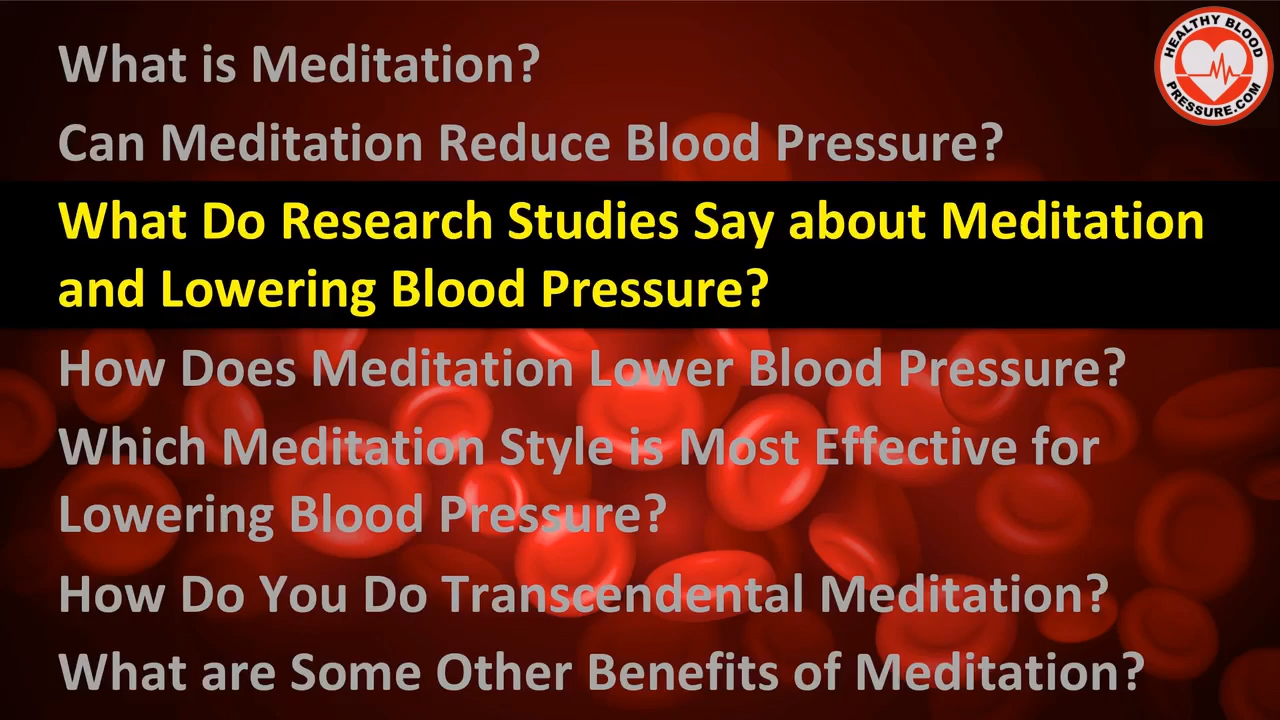 What is Meditation?
Can Meditation Reduce Blood Pressure?
What Do Research Studies Say about Meditation
and Lowering Blood Pressure?
How Does Meditation Lower Blood Pressure?
Which Meditation Style is Most Effective for
Lowering Blood Pressure?
How Do You Do Transcendental Meditation?
What are Some Other Benefits of Meditation?
HEALTHY BLOOD
PRESSURE.COM